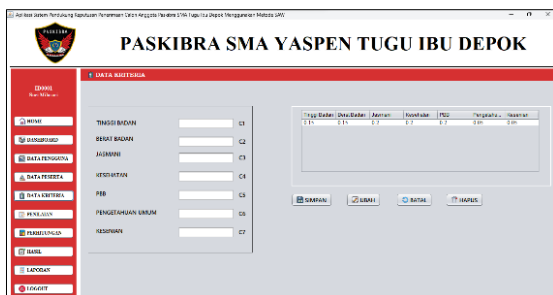 Aplikasi Sistem Pendukung Keputusan Penerimaan Calon Anggota Paskibra SMA Tugu Ibu Depok Menggunakan Metode SAW
PASKIBRA
PASKIBRA SMA YASPEN TUGU IBU DEPOK
ID0001
DATA KRITERIA
HOME
DASHBOARD
DATA PENGGUNA
DATA PESERTA
DATA KRITERIA
PENILAIAN
PERHITUNGAN
HASIL
LAPORAN
LOGOUT
TINGGI BADAN C1
BERAT BADAN C2
JASMANI C3
KESEHATAN C4
PBB C5
PENGETAHUAN UMUM C6
KESENIAN C7
Tinggi Badan Berat Badan Jasmani Kesehatan PBB Pengetahu... Kesenian
0.15 0.15 0.2 0.2 0.2
SIMPAN UBAH BATAL HAPUS